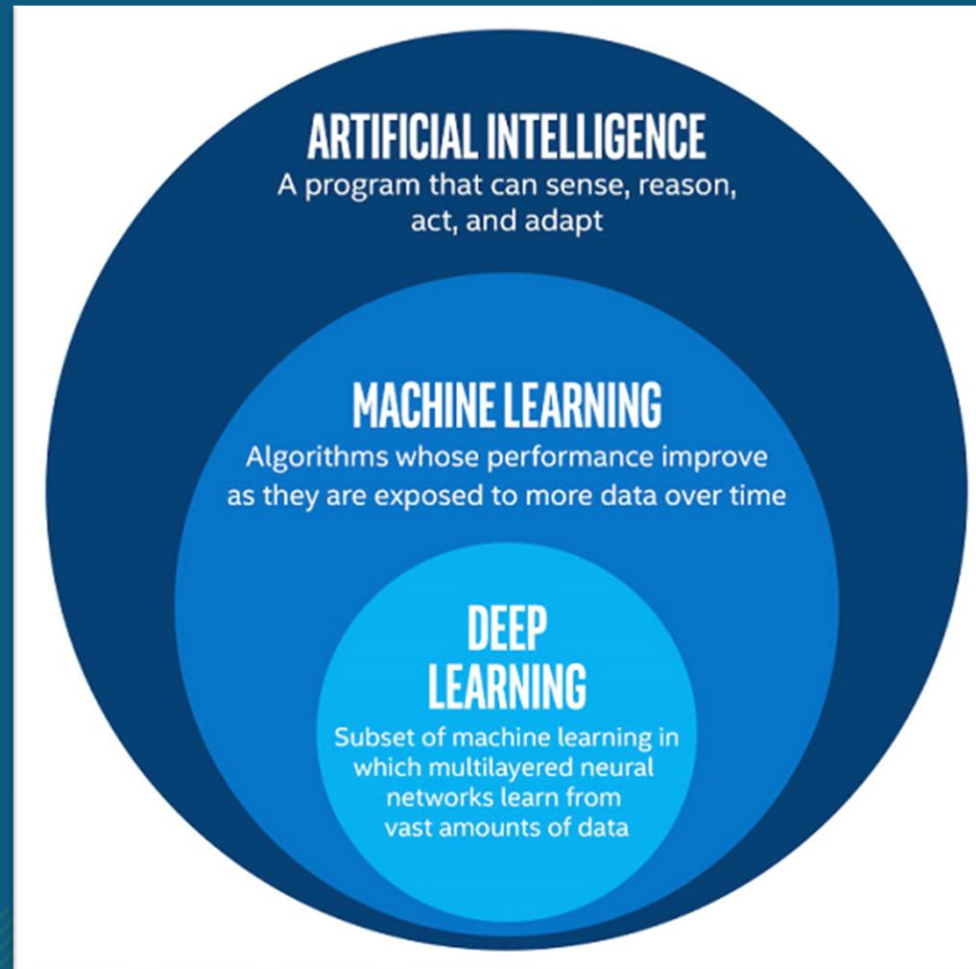 ARTIFICIAL INTELLIGENCE
A program that can sense, reason,
act, and adapt
MACHINE LEARNING
Algorithms whose performance improve
as they are exposed to more data over time
DEEP
LEARNING
Subset of machine learning in
which multilayered neural
networks learn from
vast amounts of data